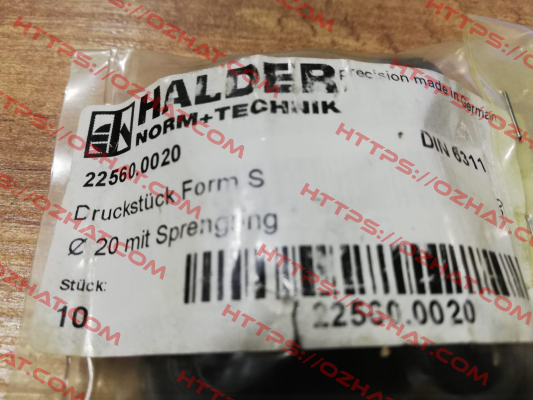 HALDER
NORM+TECHNIK
Precision made in German
22560.0020
DIN 6311
Druckstück Form S
Ø 20 mit Sprengring
Stück:
10
22560.0020
HTTPS://OZHAT.COM